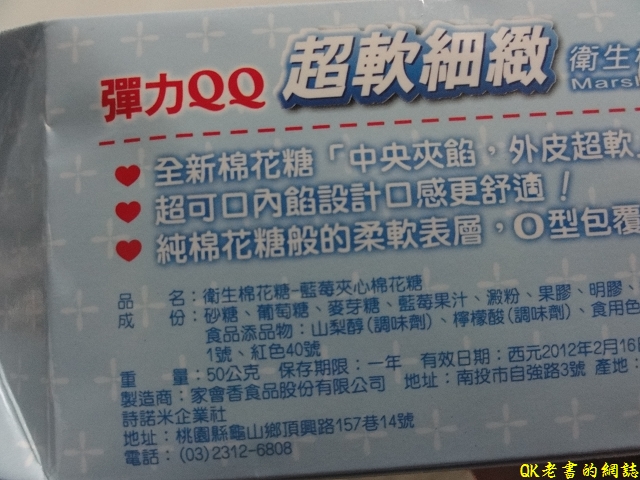 彈力QQ 超軟細緻 衛生
Mars
全新棉花糖「中央夾餡，外皮超軟」
超可口內餡設計口感更舒適！
純棉花糖般的柔軟表層，O型包覆
品 名：衛生棉花糖-藍莓夾心棉花糖
成 份：砂糖、葡萄糖、麥芽糖、藍莓果汁、澱粉、果膠、明膠、
食品添品物：山梨醇(調味劑)、檸檬酸(調味劑)、食用色
1號、紅色40號
重 量：50公克 保存期限：一年 有效日期：西元2012年2月16日
製造商：家會香食品股份有限公司 地址：南投市自強路3號 產地：
詩諾米企業社
地址：桃園縣龜山鄉頂興路157巷14號
電話：(03)2312-6808
QK老書的網誌